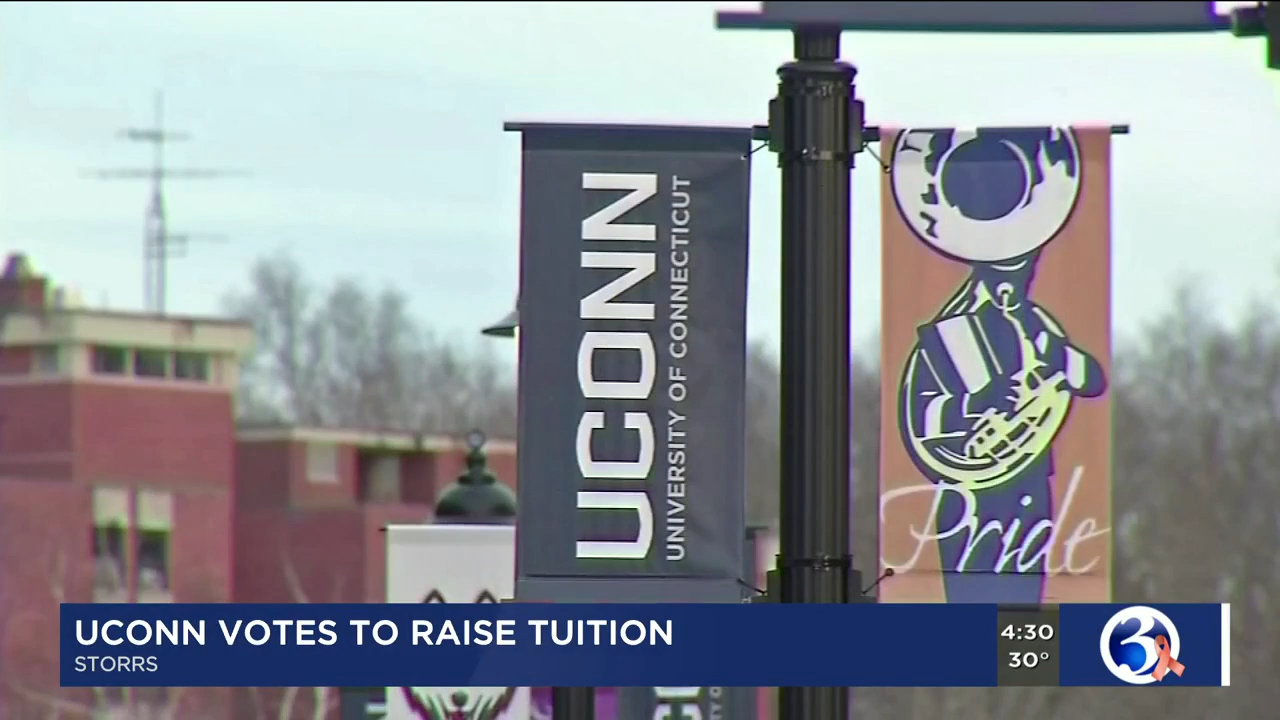 UCONN
UNIVERSITY OF CONNECTICUT
Pride
UCONN VOTES TO RAISE TUITION
STORRS
4:30
30°
3